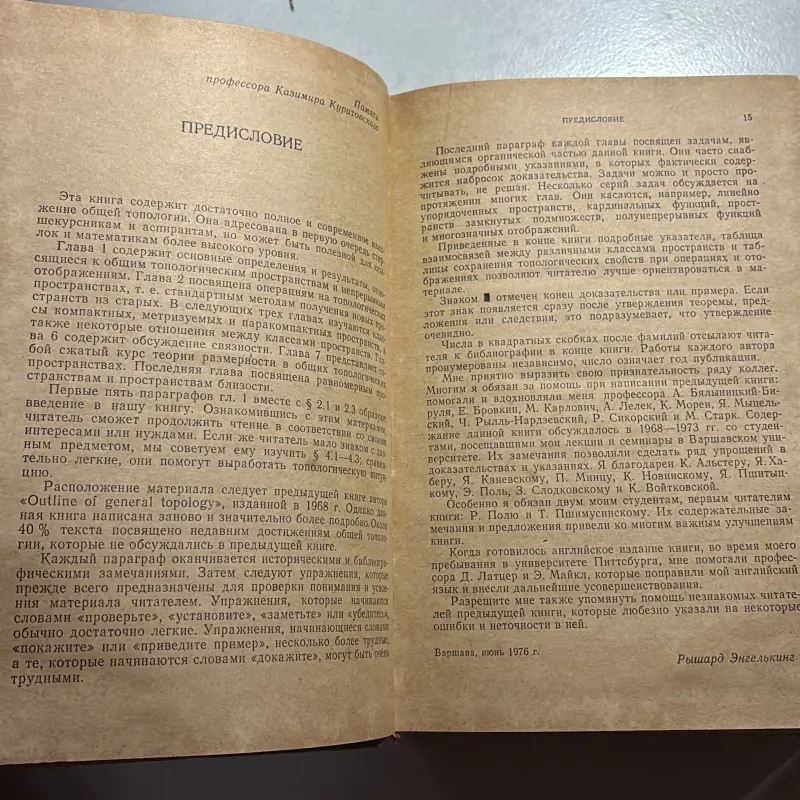 Памяти
профессора Казимира Куратовского
ПРЕДИСЛОВИЕ
Эта книга содержит достаточно полное и современное изло-
жение общей топологии. Она адресована в первую очередь стар-
шекурсникам и аспирантам, но может быть полезной для
лок и математикам более высокого уровня.
Глава 1 содержит основные определения и результаты, отно-
сящиеся к общим топологическим пространствам и непрерывным
отображениям. Глава 2 посвящена операциям на топологических
пространствах, т. е. стандартным методам получения новых про-
странств из старых. В следующих трех главах изучаются клас-
сы компактных, метризуемых и паракомпактных пространств, а
также некоторые отношения между классами пространств. Гла-
ва 6 содержит обсуждение связности. Глава 7 представляет со-
бой сжатый курс теории размерности в общих топологических
пространствах. Последняя глава посвящена равномерным про-
странствам и пространствам близости.
Первые пять параграфов гл. 1 вместе с § 2.1 и 2.3 образуют
введение в нашу книгу. Ознакомившись с этим материалом,
читатель сможет продолжить чтение в соответствии со своими
интересами или нуждами. Если же читатель мало знаком с дан-
ным предметом, мы советуем ему изучить § 4.1—4.3; сравни-
тельно легкие, они помогут выработать топологическую интуи-
цию.
Расположение материала следует предыдущей книге автора
«Outline of general topology», изданной в 1968 г. Однако дан-
ная книга написана заново и значительно более подробно. Около
40 % текста посвящено недавним достижениям общей тополо-
гии, которые не обсуждались в предыдущей книге.
Каждый параграф оканчивается историческими и библиогра-
фическими замечаниями. Затем следуют упражнения, которые
прежде всего предназначены для проверки понимания и усвое-
ния материала читателем. Упражнения, которые начинаются
словами «проверьте», «установите», «заметьте» или «убедитесь»,
обычно достаточно легкие. Упражнения, начинающиеся словами
«покажите» или «приведите пример», несколько более трудные,
а те, которые начинаются словами «докажите», могут быть очень
трудными.
ПРЕДИСЛОВИЕ 15
Последний параграф каждой главы посвящен задачам, яв-
ляющимся органической частью данной книги. Они часто снаб-
жены подробными указаниями, в которых фактически содер-
жится набросок доказательства. Задачи можно и просто про-
читывать, не решая. Несколько серий задач обсуждается на
протяжении многих глав. Они касаются, например, линейно
упорядоченных пространств, кардинальных функций, прост-
ранств замкнутых подмножеств, полунепрерывных функций
и многозначных отображений.
Приведенные в конце книги подробные указатели, таблица
взаимосвязей между различными классами пространств и таб-
лицы сохранения топологических свойств при операциях и ото-
бражениях позволяют читателю лучше ориентироваться в ма-
териале.
Знаком ■ отмечен конец доказательства или примера. Если
этот знак появляется сразу после утверждения теоремы, пред-
ложения или следствия, это подразумевает, что утверждение
очевидно.
Числа в квадратных скобках после фамилий отсылают чита-
теля к библиографии в конце книги. Работы каждого автора
пронумерованы независимо, число означает год публикации.
Мне приятно выразить свою признательность ряду коллег.
Многим я обязан за помощь при написании предыдущей книги:
помогали и вдохновляли меня профессора А. Бялыницкий-Би-
руля, Е. Бровкин, М. Карлович, А. Лелек, К. Морен, Я. Мыцель-
ский, Ч. Рылль-Нардзевский, Р. Сикорский и М. Старк. Содер-
жание данной книги обсуждалось в 1968—1973 гг. со студен-
тами, посещавшими мои лекции и семинары в Варшавском уни-
верситете. Их замечания позволили сделать ряд упрощений в
доказательствах и указаниях. Я благодарен К. Альстеру, Я. Ха-
беру, Я. Каневскому, П. Минцу, К. Новинскому, Я. Пшитыц-
кому, Э. Поль, З. Слодковскому и К. Войтковской.
Особенно я обязан двум моим студентам, первым читателям
книги: Р. Полю и Т. Пшимусинскому. Их содержательные заме-
чания и предложения привели ко многим важным улучшениям
книги.
Когда готовилось английское издание книги, во время моего
пребывания в университете Питтсбурга, мне помогали профес-
сора Д. Латцер и Э. Майкл, которые поправили мой английский
язык и внесли дальнейшие усовершенствования.
Разрешите мне также упомянуть помощь незнакомых читате-
лей предыдущей книги, которые любезно указали на некоторые
ошибки и неточности в ней.
Варшава, июнь 1976 г.
Рышард Энгелькинг